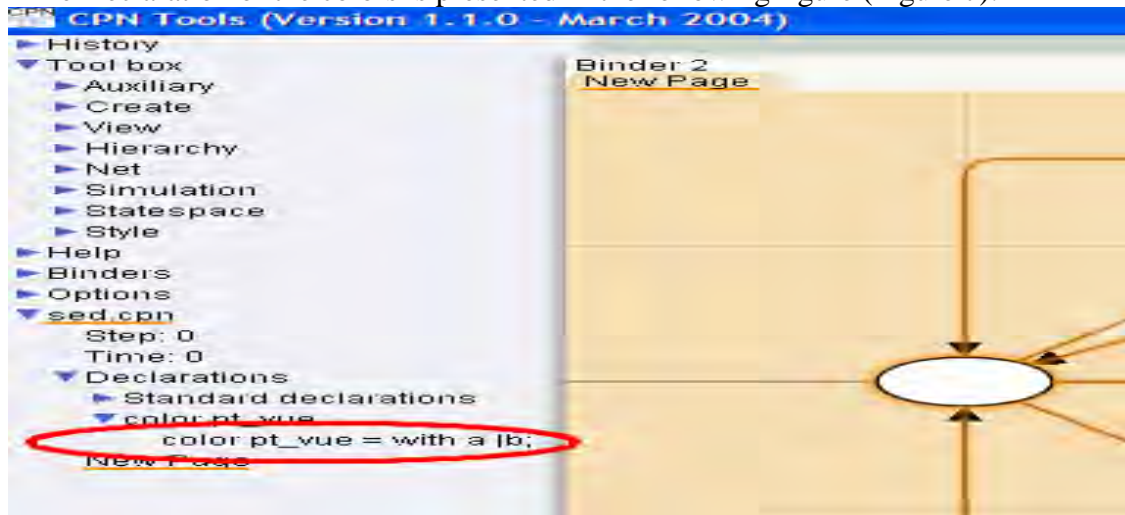 CPN Tools (Version 1.1.0 - March 2004)
History
Tool box
Auxiliary
Create
View
Hierarchy
Net
Simulation
Statespace
Style
Help
Binders
Options
sed.cpn
Step: 0
Time: 0
Declarations
Standard declarations
color pt_vue
color pt_vue = with a |b;
New Page
Binder 2
New Page